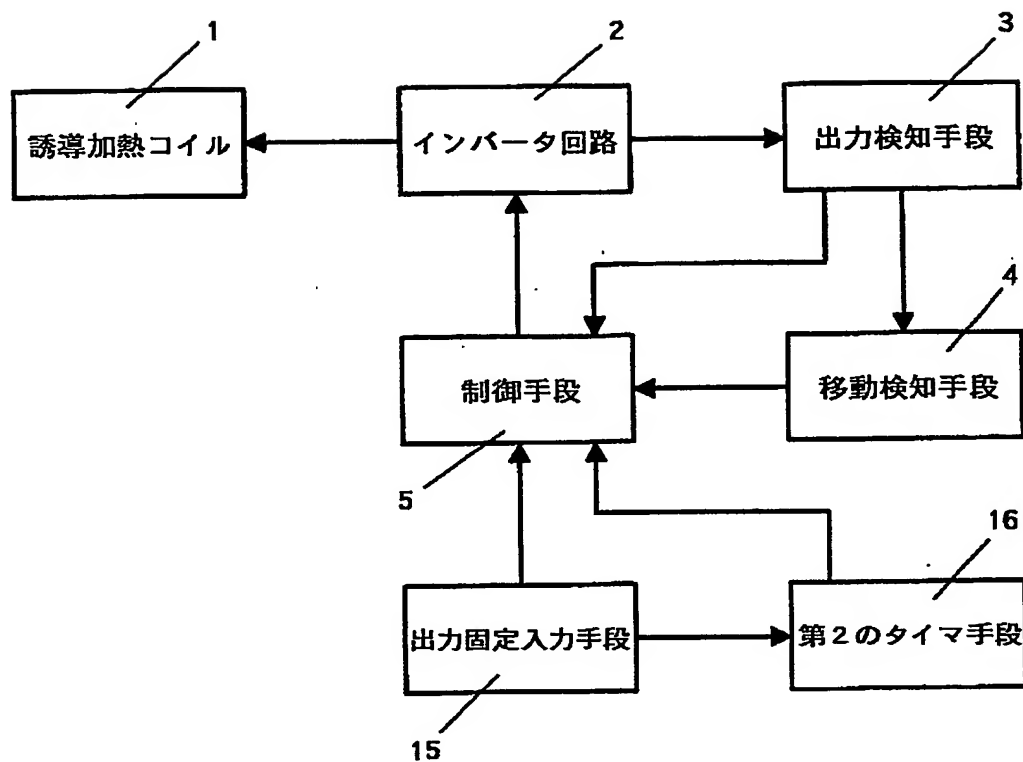 1
2
3
誘導加熱コイル
インバータ回路
出力検知手段
4
制御手段
移動検知手段
5
16
出力固定入力手段
第2のタイマ手段
15